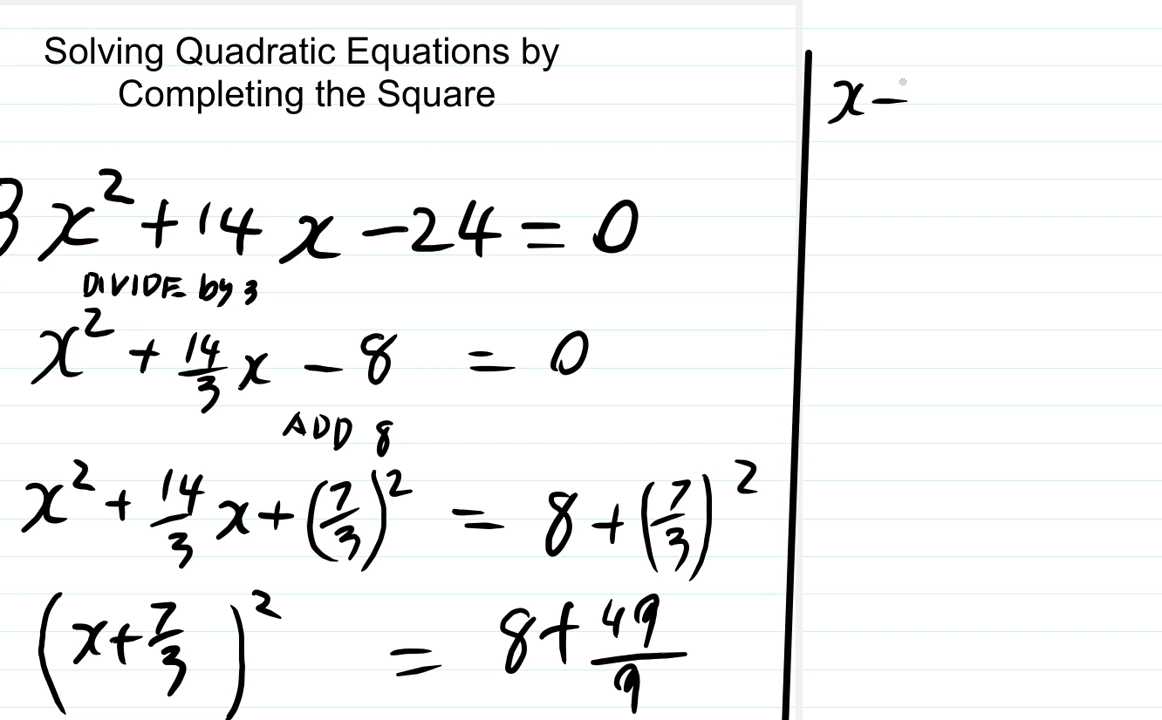 Solving Quadratic Equations by
Completing the Square
3x² + 14x − 24 = 0
DIVIDE by 3
x² + 14/3 x − 8 = 0
ADD 8
x² + 14/3 x + (7/3)² = 8 + (7/3)²
(x + 7/3)² = 8 + 49/9
x −